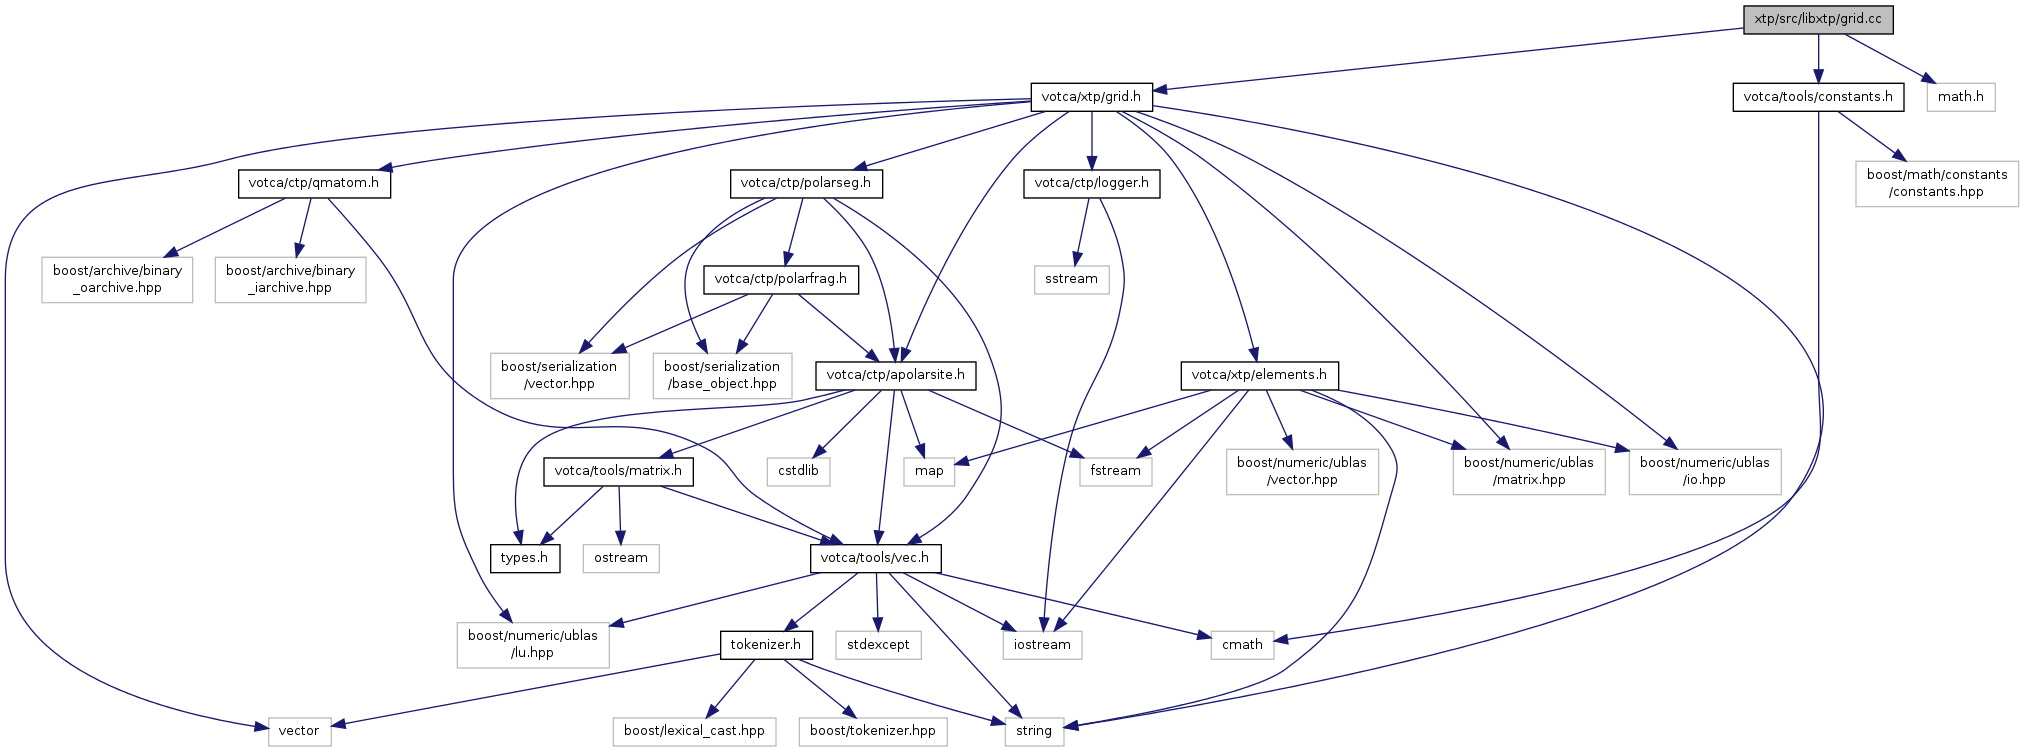 xtp/src/libxtp/grid.cc
votca/xtp/grid.h
votca/tools/constants.h
math.h
votca/ctp/qmatom.h
votca/ctp/polarseg.h
votca/ctp/logger.h
boost/math/constants
/constants.hpp
boost/archive/binary
_oarchive.hpp
boost/archive/binary
_iarchive.hpp
votca/ctp/polarfrag.h
sstream
boost/serialization
/vector.hpp
boost/serialization
/base_object.hpp
votca/ctp/apolarsite.h
votca/xtp/elements.h
votca/tools/matrix.h
cstdlib
map
fstream
boost/numeric/ublas
/vector.hpp
boost/numeric/ublas
/matrix.hpp
boost/numeric/ublas
/io.hpp
types.h
ostream
votca/tools/vec.h
boost/numeric/ublas
/lu.hpp
tokenizer.h
stdexcept
iostream
cmath
vector
boost/lexical_cast.hpp
boost/tokenizer.hpp
string